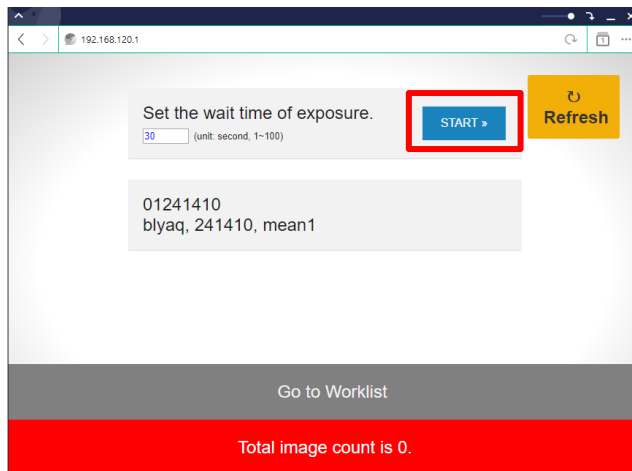 192.168.120.1
1
Set the wait time of exposure.
30 (unit: second, 1~100)
START »
Refresh
01241410
blyaq, 241410, mean1
Go to Worklist
Total image count is 0.